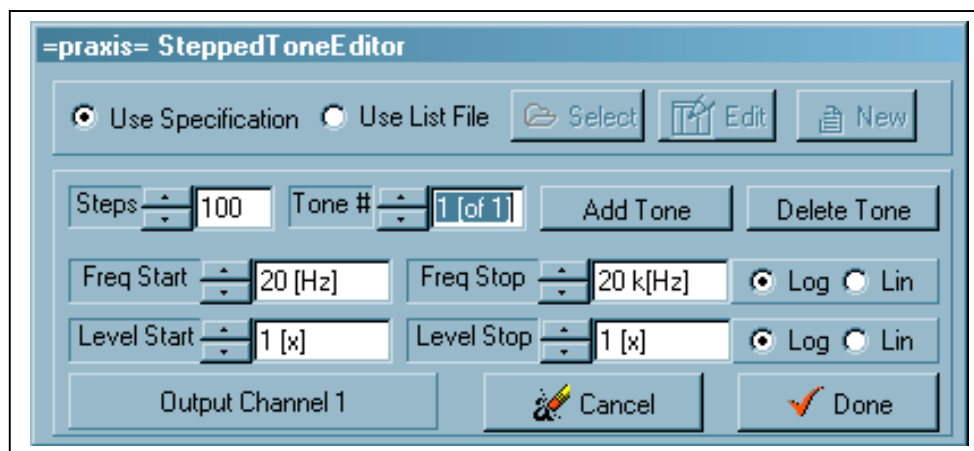 =praxis= SteppedToneEditor
Use Specification Use List File Select Edit New
Steps 100 Tone # 1 [of 1] Add Tone Delete Tone
Freq Start 20 [Hz] Freq Stop 20 k[Hz] Log Lin
Level Start 1 [x] Level Stop 1 [x] Log Lin
Output Channel 1 Cancel Done